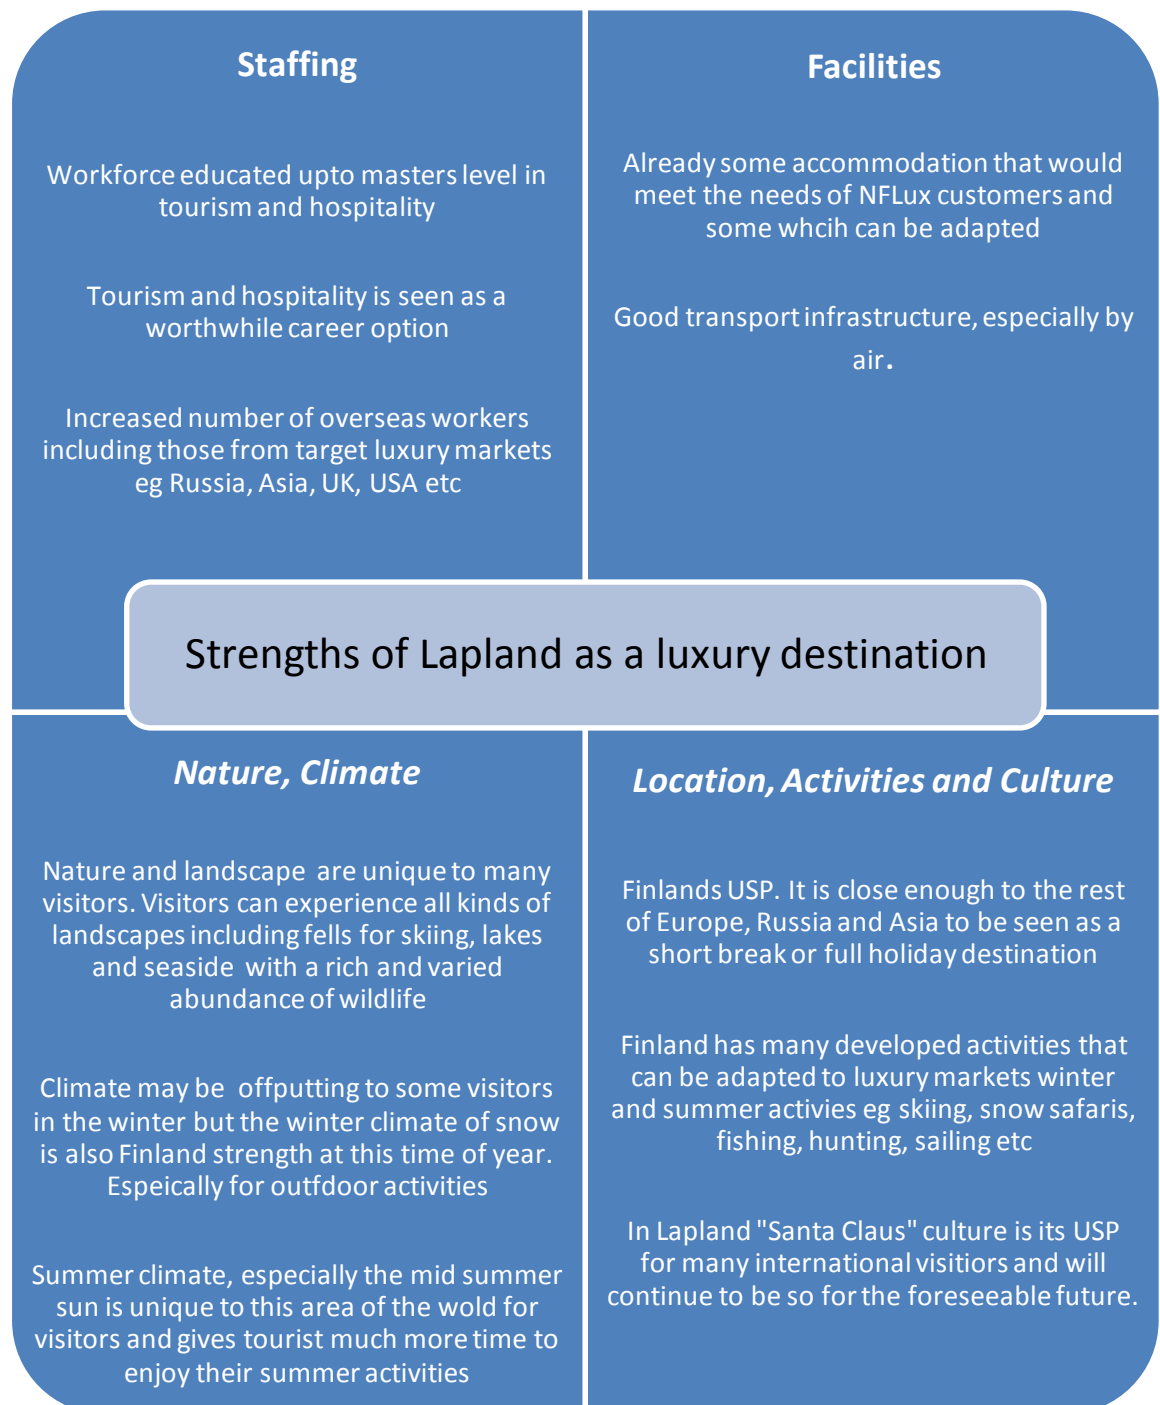 Staffing
Workforce educated upto masters level in
tourism and hospitality
Tourism and hospitality is seen as a
worthwhile career option
Increased number of overseas workers
including those from target luxury markets
eg Russia, Asia, UK, USA etc
Facilities
Already some accommodation that would
meet the needs of NFLux customers and
some whcih can be adapted
Good transport infrastructure, especially by
air.
Strengths of Lapland as a luxury destination
Nature, Climate
Nature and landscape are unique to many
visitors. Visitors can experience all kinds of
landscapes including fells for skiing, lakes
and seaside with a rich and varied
abundance of wildlife
Climate may be offputting to some visitors
in the winter but the winter climate of snow
is also Finland strength at this time of year.
Espeically for outfdoor activities
Summer climate, especially the mid summer
sun is unique to this area of the wold for
visitors and gives tourist much more time to
enjoy their summer activities
Location, Activities and Culture
Finlands USP. It is close enough to the rest
of Europe, Russia and Asia to be seen as a
short break or full holiday destination
Finland has many developed activities that
can be adapted to luxury markets winter
and summer activies eg skiing, snow safaris,
fishing, hunting, sailing etc
In Lapland "Santa Claus" culture is its USP
for many international visitiors and will
continue to be so for the foreseeable future.